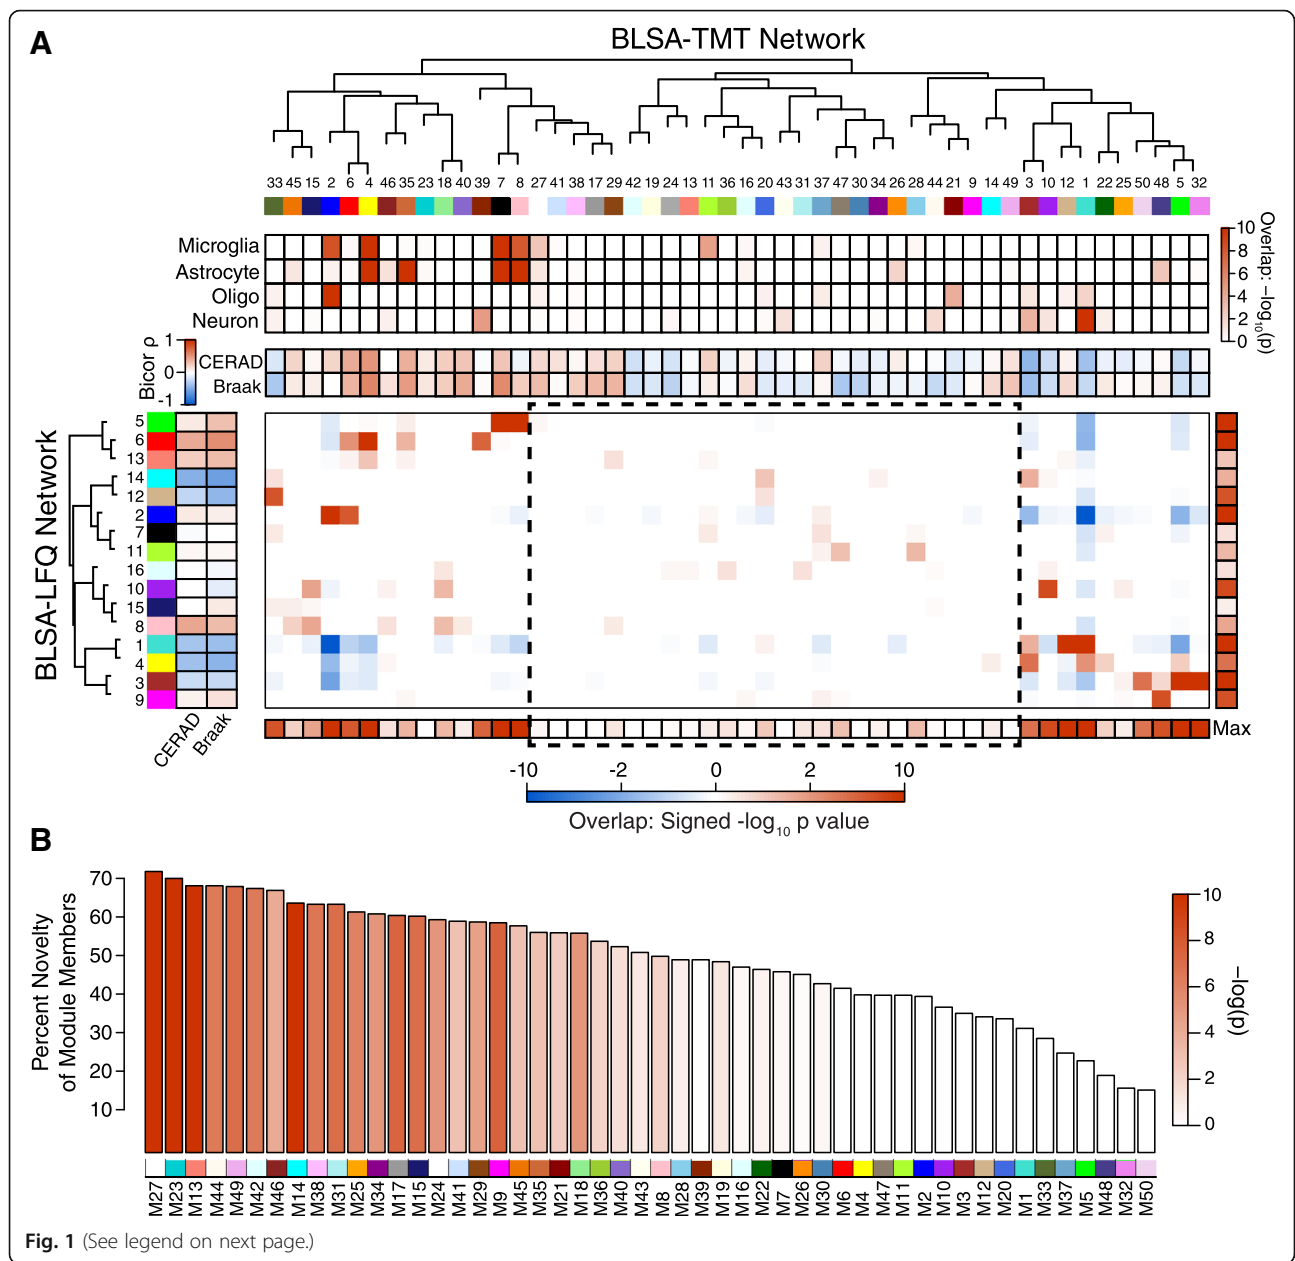 A
BLSA-TMT Network
33 45 15 2 6 4 46 35 23 18 40 39 7 8 27 41 38 17 29 42 19 24 13 11 36 16 20 43 31 37 47 30 34 26 28 44 21 9 14 49 3 10 12 1 22 25 50 48 5 32
Microglia
Astrocyte
Oligo
Neuron
10
8
6
4
2
0
Overlap: –log10(p)
Bicor ρ
1
0
-1
CERAD
Braak
BLSA-LFQ Network
5
6
13
14
12
2
7
11
16
10
15
8
1
4
3
9
CERAD
Braak
Max
-10 -2 0 2 10
Overlap: Signed -log10 p value
B
Percent Novelty
of Module Members
70
60
50
40
30
20
10
10
8
6
4
2
0
–log(p)
M27 M23 M13 M44 M49 M42 M46 M14 M38 M31 M25 M34 M17 M15 M24 M41 M29 M9 M45 M35 M21 M18 M36 M40 M43 M8 M28 M39 M19 M16 M22 M7 M26 M30 M6 M4 M47 M11 M2 M10 M3 M12 M20 M1 M33 M37 M5 M48 M32 M50
Fig. 1 (See legend on next page.)